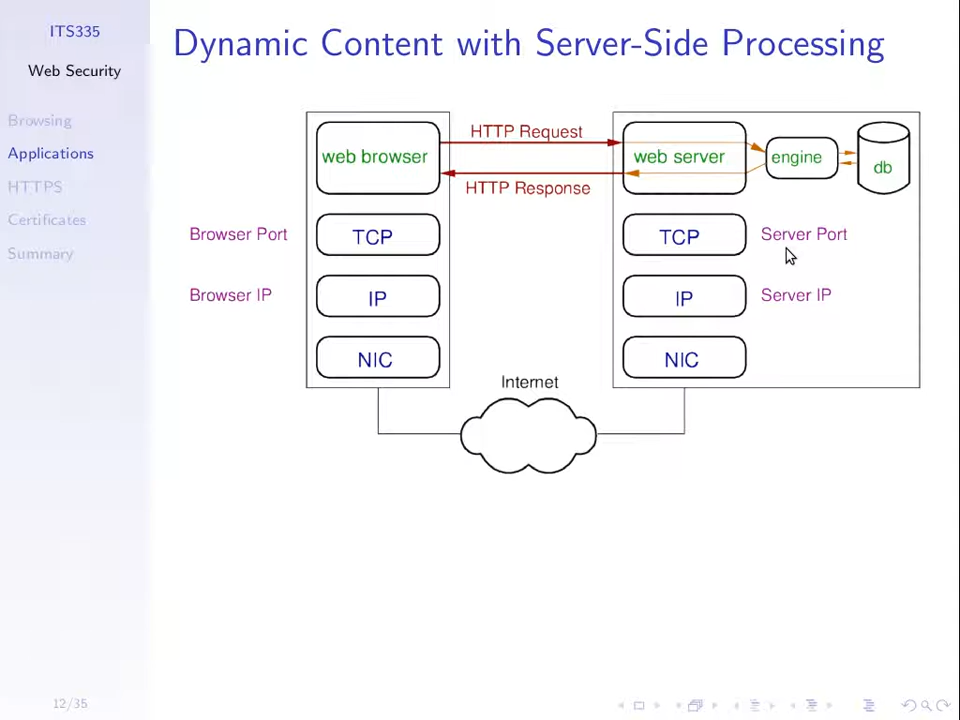 ITS335
Web Security
Browsing
Applications
HTTPS
Certificates
Summary
Dynamic Content with Server-Side Processing
HTTP Request
web browser
web server
engine
db
HTTP Response
Browser Port
TCP
TCP
Server Port
Browser IP
IP
IP
Server IP
NIC
NIC
Internet
12/35